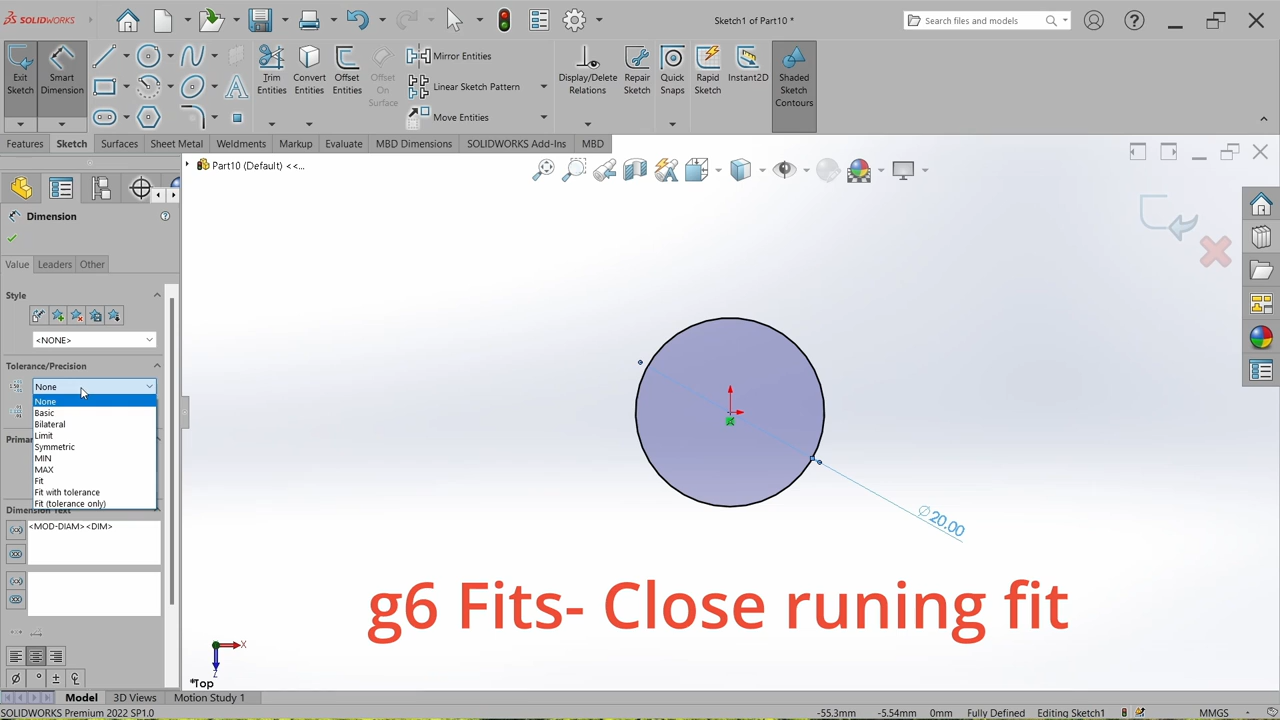 SOLIDWORKS
Sketch1 of Part10 *
Search files and models
Exit Sketch
Smart Dimension
Trim Entities
Convert Entities
Offset Entities
Offset On Surface
Mirror Entities
Linear Sketch Pattern
Move Entities
Display/Delete Relations
Repair Sketch
Quick Snaps
Rapid Sketch
Instant2D
Shaded Sketch Contours
Features Sketch Surfaces Sheet Metal Weldments Markup Evaluate MBD Dimensions SOLIDWORKS Add-Ins MBD
Part10 (Default) <<...
Dimension
Value Leaders Other
Style
<NONE>
Tolerance/Precision
None
None
Basic
Bilateral
Limit
Symmetric
MIN
MAX
Fit
Fit with tolerance
Fit (tolerance only)
Dimension Text
<MOD-DIAM><DIM>
∅20.00
g6 Fits- Close runing fit
X
Z
*Top
Model 3D Views Motion Study 1
SOLIDWORKS Premium 2022 SP1.0
-55.3mm -5.54mm 0mm Fully Defined Editing Sketch1 MMGS